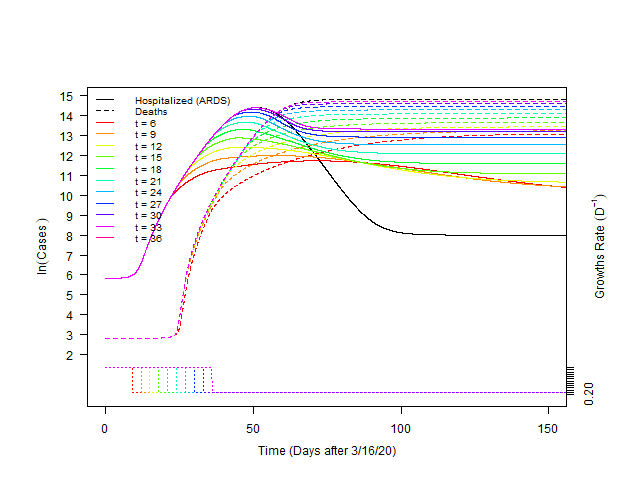 15
14
13
12
11
10
9
8
7
6
5
4
3
2
ln(Cases )
Hospitalized (ARDS)
Deaths
t = 6
t = 9
t = 12
t = 15
t = 18
t = 21
t = 24
t = 27
t = 30
t = 33
t = 36
0.20
Growths Rate (D⁻¹)
0
50
100
150
Time (Days after 3/16/20)